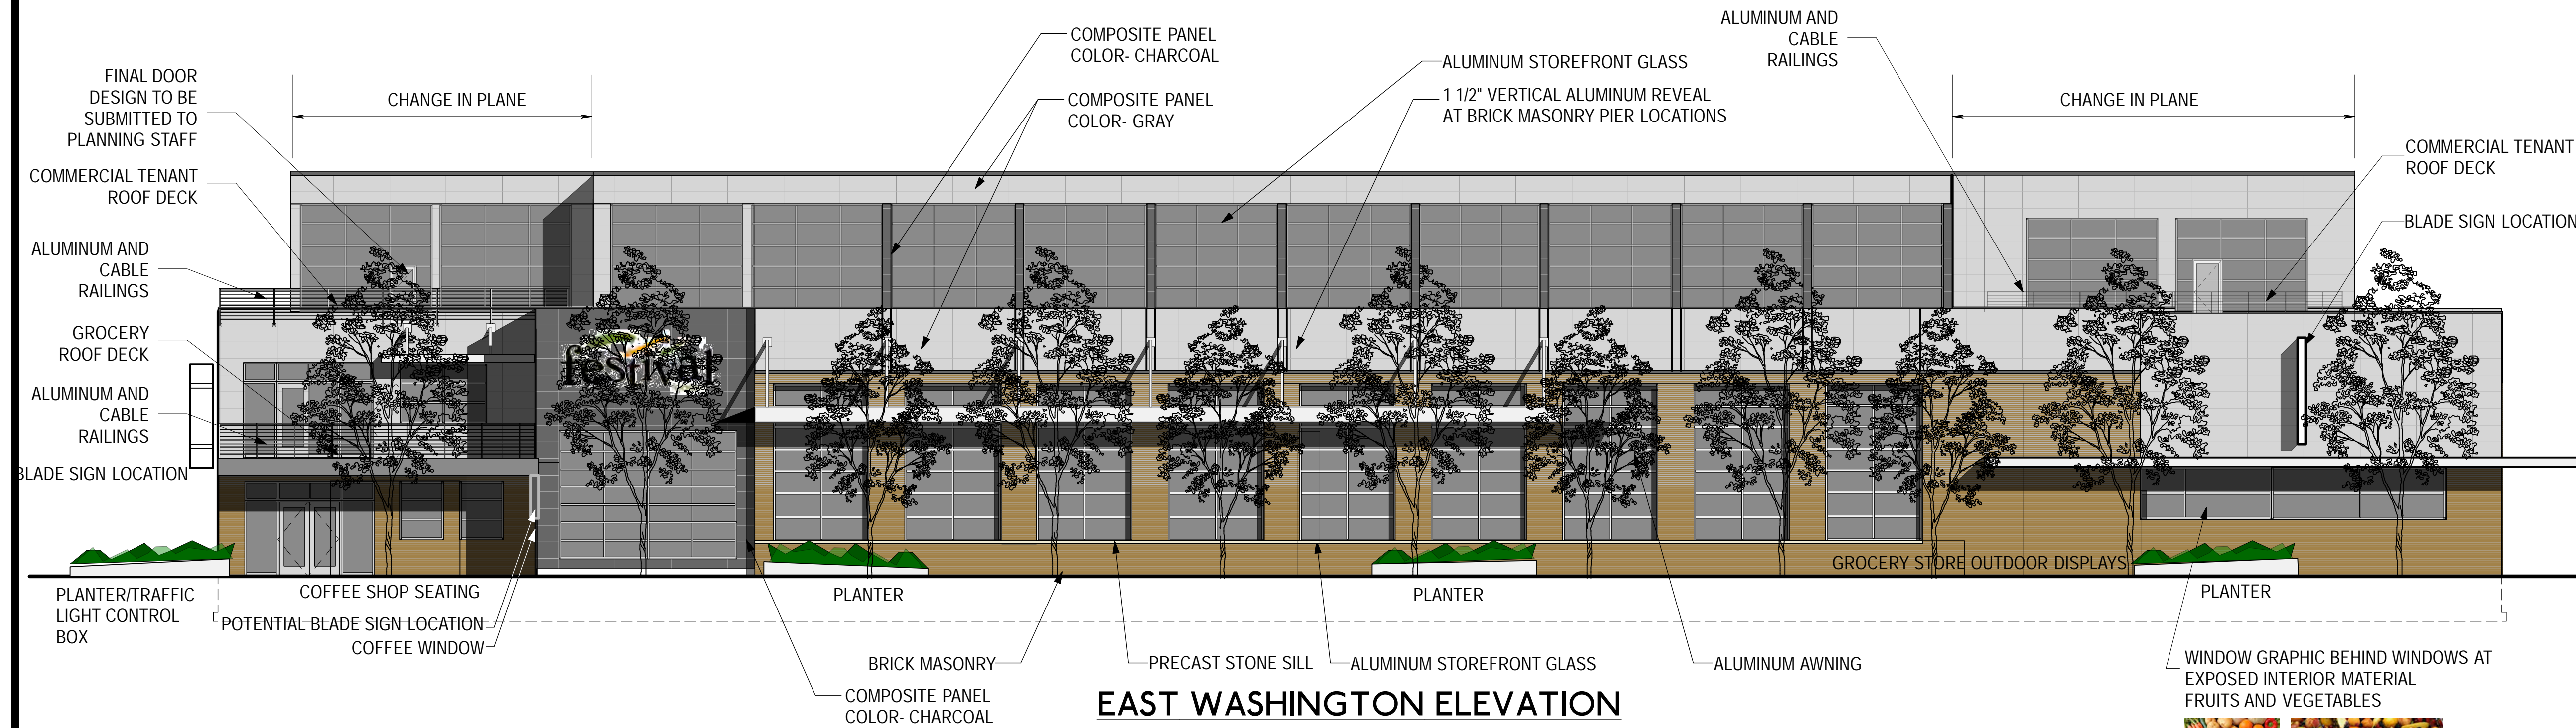 FINAL DOOR
DESIGN TO BE
SUBMITTED TO
PLANNING STAFF
COMMERCIAL TENANT
ROOF DECK
ALUMINUM AND
CABLE
RAILINGS
GROCERY
ROOF DECK
ALUMINUM AND
CABLE
RAILINGS
BLADE SIGN LOCATION
CHANGE IN PLANE
COMPOSITE PANEL
COLOR- CHARCOAL
COMPOSITE PANEL
COLOR- GRAY
ALUMINUM STOREFRONT GLASS
1 1/2" VERTICAL ALUMINUM REVEAL
AT BRICK MASONRY PIER LOCATIONS
ALUMINUM AND
CABLE
RAILINGS
CHANGE IN PLANE
COMMERCIAL TENANT
ROOF DECK
BLADE SIGN LOCATION
festival
GROCERY STORE OUTDOOR DISPLAYS
PLANTER/TRAFFIC
LIGHT CONTROL
BOX
COFFEE SHOP SEATING
POTENTIAL BLADE SIGN LOCATION
COFFEE WINDOW
PLANTER
PLANTER
PLANTER
BRICK MASONRY
PRECAST STONE SILL
ALUMINUM STOREFRONT GLASS
ALUMINUM AWNING
COMPOSITE PANEL
COLOR- CHARCOAL
WINDOW GRAPHIC BEHIND WINDOWS AT
EXPOSED INTERIOR MATERIAL
FRUITS AND VEGETABLES
EAST WASHINGTON ELEVATION